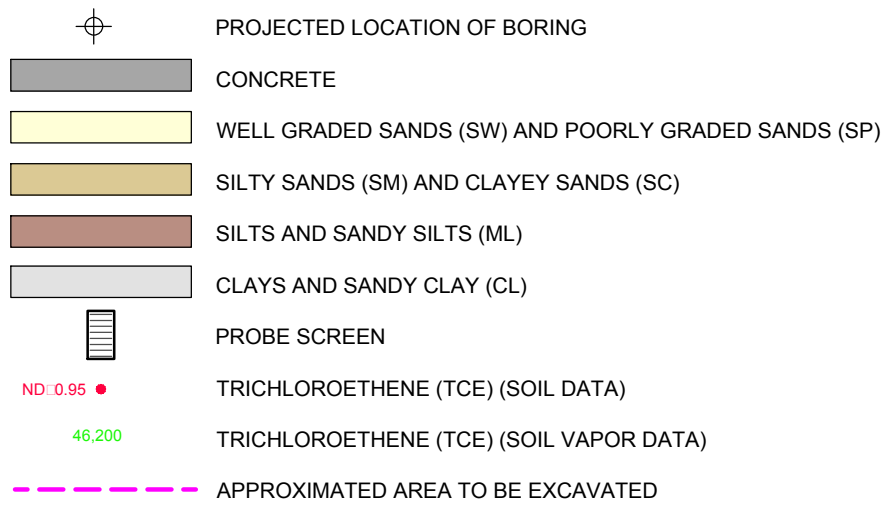 PROJECTED LOCATION OF BORING
CONCRETE
WELL GRADED SANDS (SW) AND POORLY GRADED SANDS (SP)
SILTY SANDS (SM) AND CLAYEY SANDS (SC)
SILTS AND SANDY SILTS (ML)
CLAYS AND SANDY CLAY (CL)
PROBE SCREEN
ND□0.95 TRICHLOROETHENE (TCE) (SOIL DATA)
46,200 TRICHLOROETHENE (TCE) (SOIL VAPOR DATA)
APPROXIMATED AREA TO BE EXCAVATED